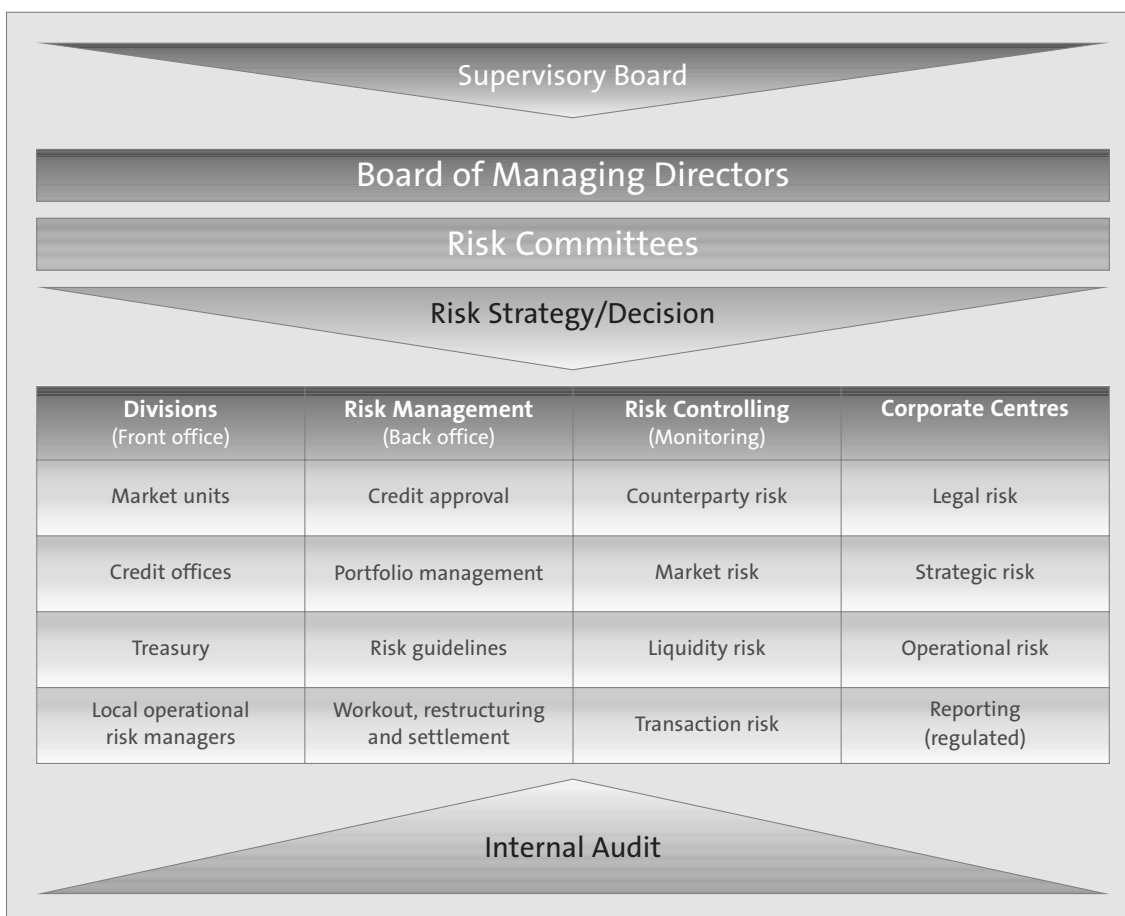 Supervisory Board
Board of Managing Directors
Risk Committees
Risk Strategy/Decision
Divisions
(Front office)
Risk Management
(Back office)
Risk Controlling
(Monitoring)
Corporate Centres
Market units
Credit approval
Counterparty risk
Legal risk
Credit offices
Portfolio management
Market risk
Strategic risk
Treasury
Risk guidelines
Liquidity risk
Operational risk
Local operational
risk managers
Workout, restructuring
and settlement
Transaction risk
Reporting
(regulated)
Internal Audit